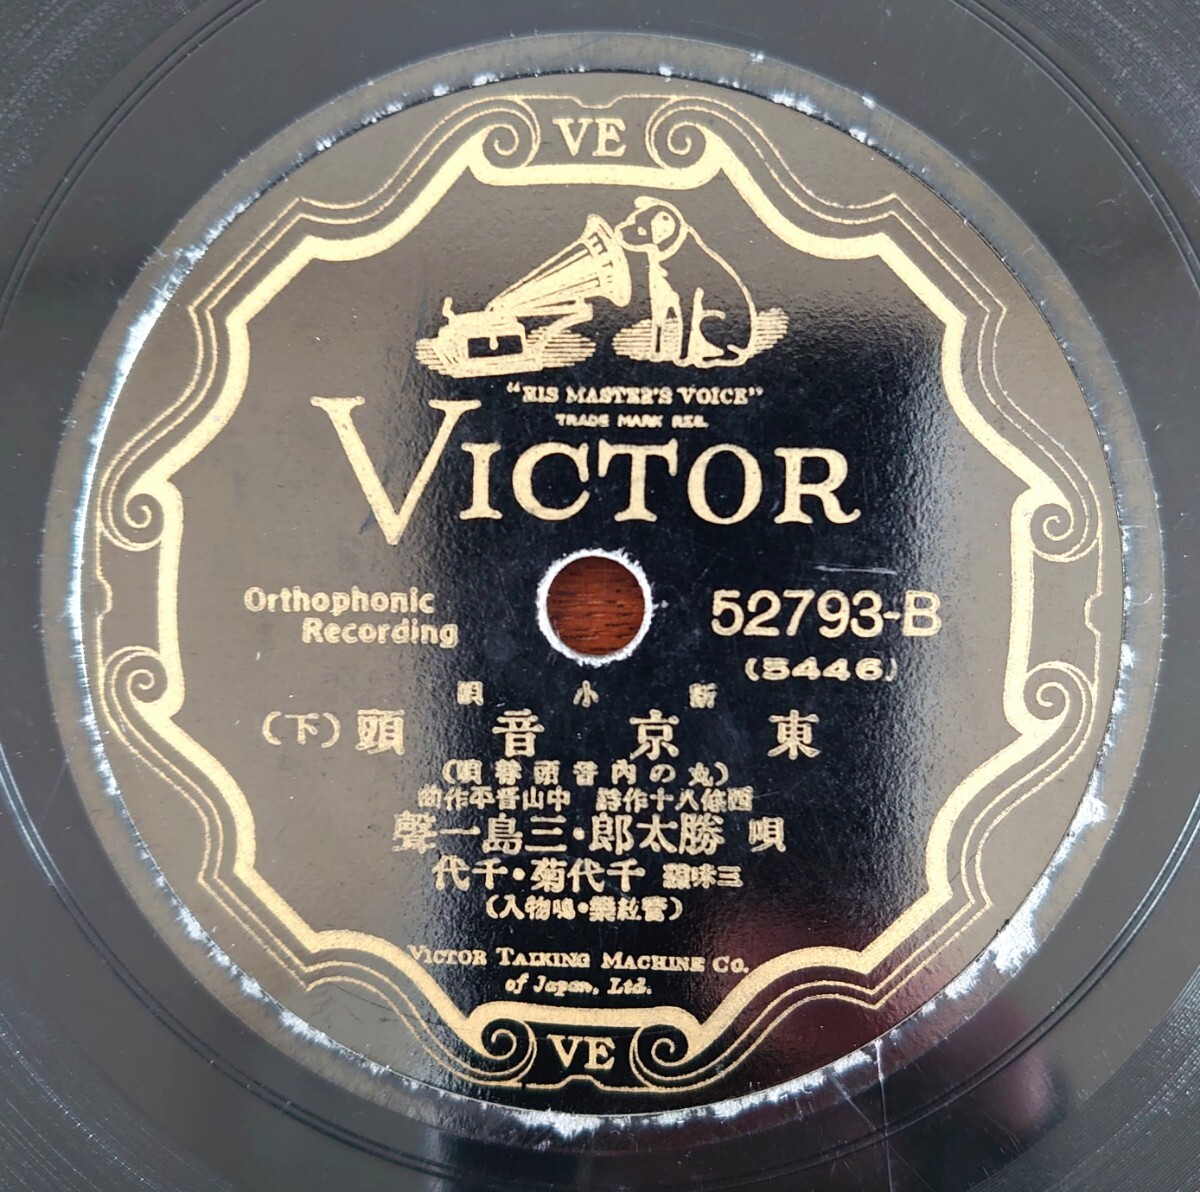 VE
"HIS MASTER'S VOICE"
TRADE MARK REG.
VICTOR
Orthophonic
Recording
52793-B
(5446)
唄 小 新
(下) 頭 音 京 東
(唄替頭音内の丸)
曲作平晋山中 詩作十八條西
聲一島三・郎太勝 唄
代千・菊代千 線味三
(入物鳴・樂絃管)
VICTOR TALKING MACHINE CO.
of Japan, Ltd.
VE